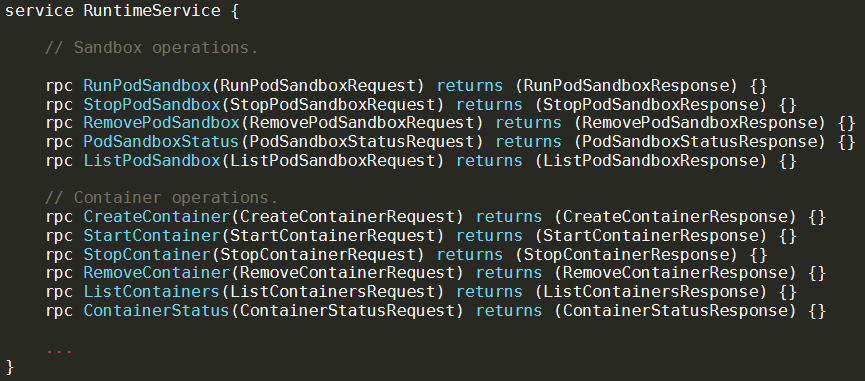 service RuntimeService {
// Sandbox operations.
rpc RunPodSandbox(RunPodSandboxRequest) returns (RunPodSandboxResponse) {}
rpc StopPodSandbox(StopPodSandboxRequest) returns (StopPodSandboxResponse) {}
rpc RemovePodSandbox(RemovePodSandboxRequest) returns (RemovePodSandboxResponse) {}
rpc PodSandboxStatus(PodSandboxStatusRequest) returns (PodSandboxStatusResponse) {}
rpc ListPodSandbox(ListPodSandboxRequest) returns (ListPodSandboxResponse) {}
// Container operations.
rpc CreateContainer(CreateContainerRequest) returns (CreateContainerResponse) {}
rpc StartContainer(StartContainerRequest) returns (StartContainerResponse) {}
rpc StopContainer(StopContainerRequest) returns (StopContainerResponse) {}
rpc RemoveContainer(RemoveContainerRequest) returns (RemoveContainerResponse) {}
rpc ListContainers(ListContainersRequest) returns (ListContainersResponse) {}
rpc ContainerStatus(ContainerStatusRequest) returns (ContainerStatusResponse) {}
...
}